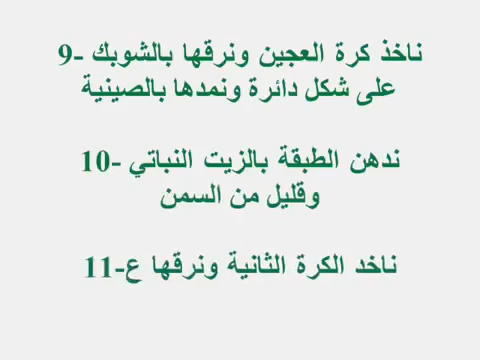 9- ناخذ كرة العجين ونرقها بالشوبك
على شكل دائرة ونمدها بالصينية
10- ندهن الطبقة بالزيت النباتي
وقليل من السمن
11- ناخد الكرة الثانية ونرقها ع